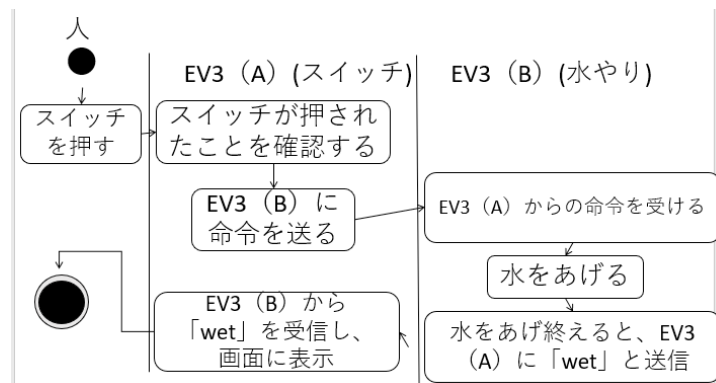 人
EV3（A）(スイッチ)
EV3（B）(水やり)
スイッチ
を押す
スイッチが押され
たことを確認する
EV3（B）に
命令を送る
EV3（A）からの命令を受ける
水をあげる
水をあげ終えると、EV3
（A）に「wet」と送信
EV3（B）から
「wet」を受信し、
画面に表示